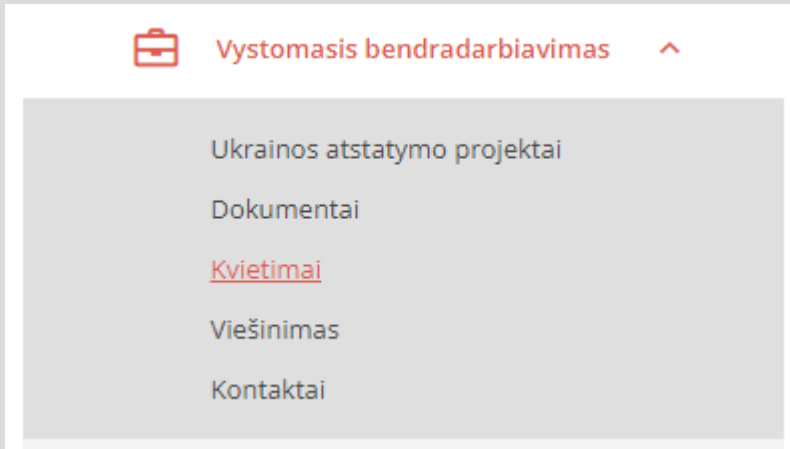 Vystomasis bendradarbiavimas
Ukrainos atstatymo projektai
Dokumentai
Kvietimai
Viešinimas
Kontaktai